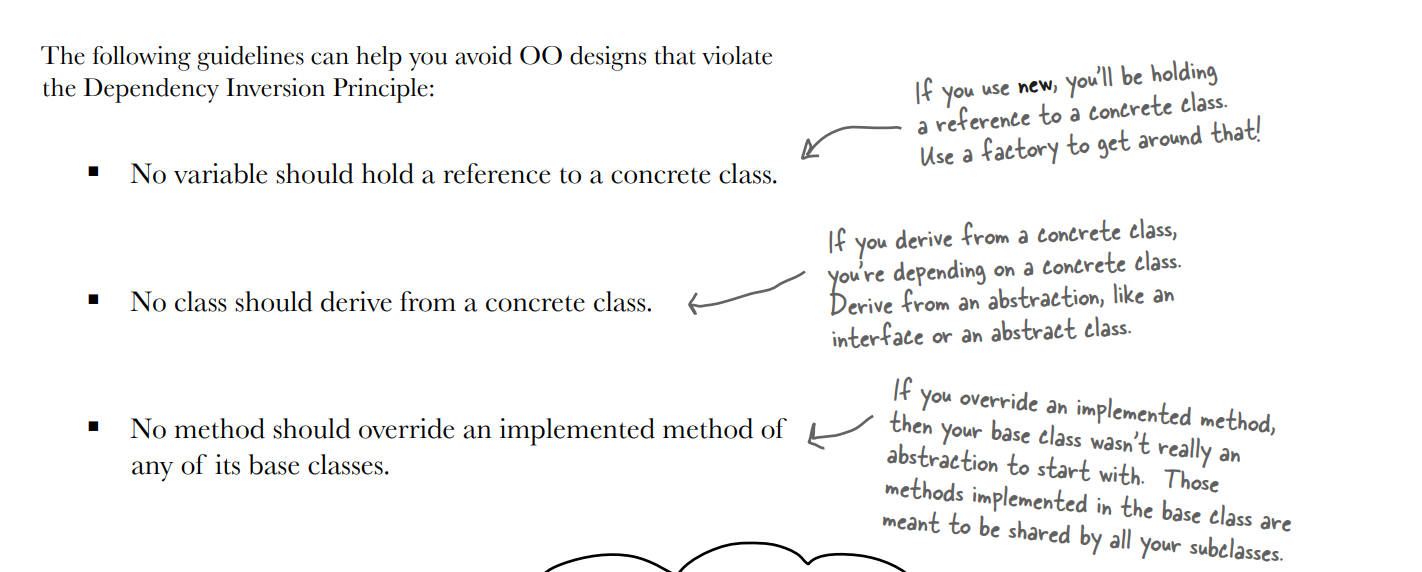 The following guidelines can help you avoid OO designs that violate
the Dependency Inversion Principle:
If you use new, you'll be holding
a reference to a concrete class.
Use a factory to get around that!
▪ No variable should hold a reference to a concrete class.
If you derive from a concrete class,
you're depending on a concrete class.
Derive from an abstraction, like an
interface or an abstract class.
▪ No class should derive from a concrete class.
If you override an implemented method,
then your base class wasn't really an
abstraction to start with. Those
methods implemented in the base class are
meant to be shared by all your subclasses.
▪ No method should override an implemented method of
any of its base classes.